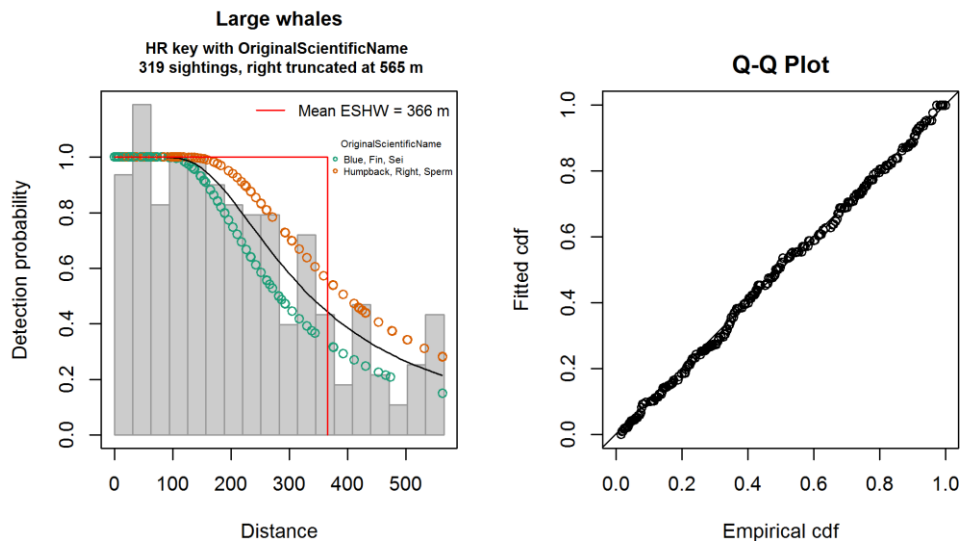 Large whales
HR key with OriginalScientificName
319 sightings, right truncated at 565 m
Mean ESHW = 366 m
OriginalScientificName
Blue, Fin, Sei
Humpback, Right, Sperm
Detection probability
0.0
0.2
0.4
0.6
0.8
1.0
0 100 200 300 400 500
Distance
Q-Q Plot
Fitted cdf
0.0
0.2
0.4
0.6
0.8
1.0
0.0 0.2 0.4 0.6 0.8 1.0
Empirical cdf